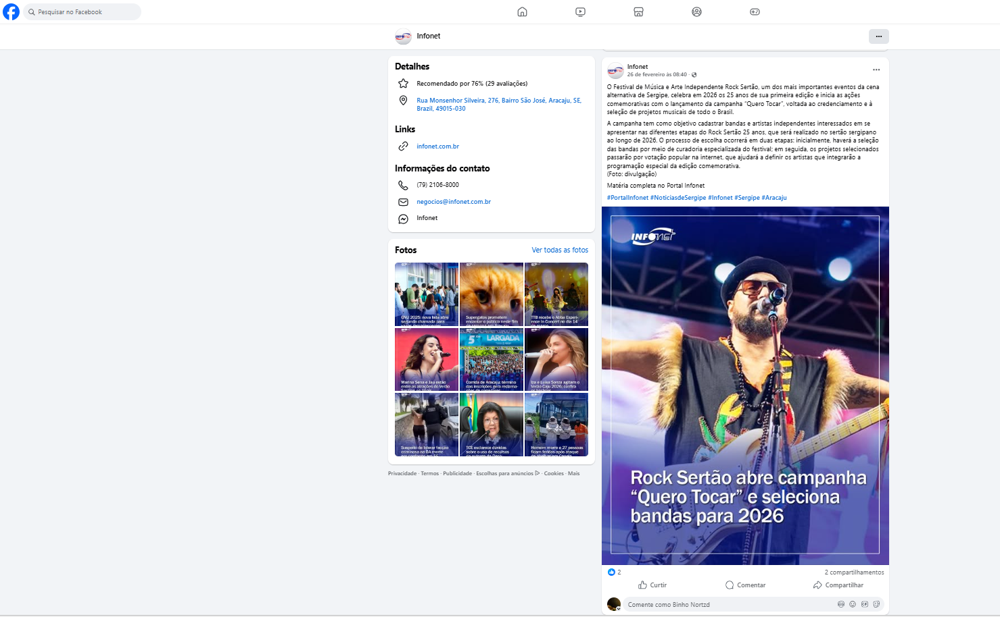 Pesquisar no Facebook
Infonet
Detalhes
Recomendado por 76% (29 avaliações)
Rua Monsenhor Silveira, 276, Bairro São José, Aracaju, SE,
Brazil, 49015-030
Links
infonet.com.br
Informações do contato
(79) 2106-8000
negocios@infonet.com.br
Infonet
Fotos
Ver todas as fotos
CNU 2025: nova lista abre
segunda chamada para
Supergatos prometem
encantar o público neste fim
TTB recebe o Abba Experi-
ence in Concert no dia 14
5
LARGADA
Marina Sena e Jau estão
entre as atrações do Verão
Corrida de Aracaju: término
das inscrições gera reclama-
Iza e Luísa Sonza agitam o
Verão Caju 2026; confira
Suspeito de liderar facção
criminosa na BA morre
TCE esclarece dúvidas
sobre o uso de recursos
Homem morre e 27 pessoas
ficam feridas após ataque
Privacidade · Termos · Publicidade · Escolhas para anúncios · Cookies · Mais
Infonet
26 de fevereiro às 08:40 ·
O Festival de Música e Arte Independente Rock Sertão, um dos mais importantes eventos da cena
alternativa de Sergipe, celebra em 2026 os 25 anos de sua primeira edição e inicia as ações
comemorativas com o lançamento da campanha "Quero Tocar", voltada ao credenciamento e à
seleção de projetos musicais de todo o Brasil.
A campanha tem como objetivo cadastrar bandas e artistas independentes interessados em se
apresentar nas diferentes etapas do Rock Sertão 25 anos, que será realizado no sertão sergipano
ao longo de 2026. O processo de escolha ocorrerá em duas etapas: inicialmente, haverá a seleção
das bandas por meio de curadoria especializada do festival; em seguida, os projetos selecionados
passarão por votação popular na internet, que ajudará a definir os artistas que integrarão a
programação especial da edição comemorativa.
(Foto: divulgação)
Matéria completa no Portal Infonet
#PortalInfonet #NotíciasdeSergipe #Infonet #Sergipe #Aracaju
INFONET
Rock Sertão abre campanha
“Quero Tocar” e seleciona
bandas para 2026
2
2 compartilhamentos
Curtir
Comentar
Compartilhar
Comente como Binho Nortzd